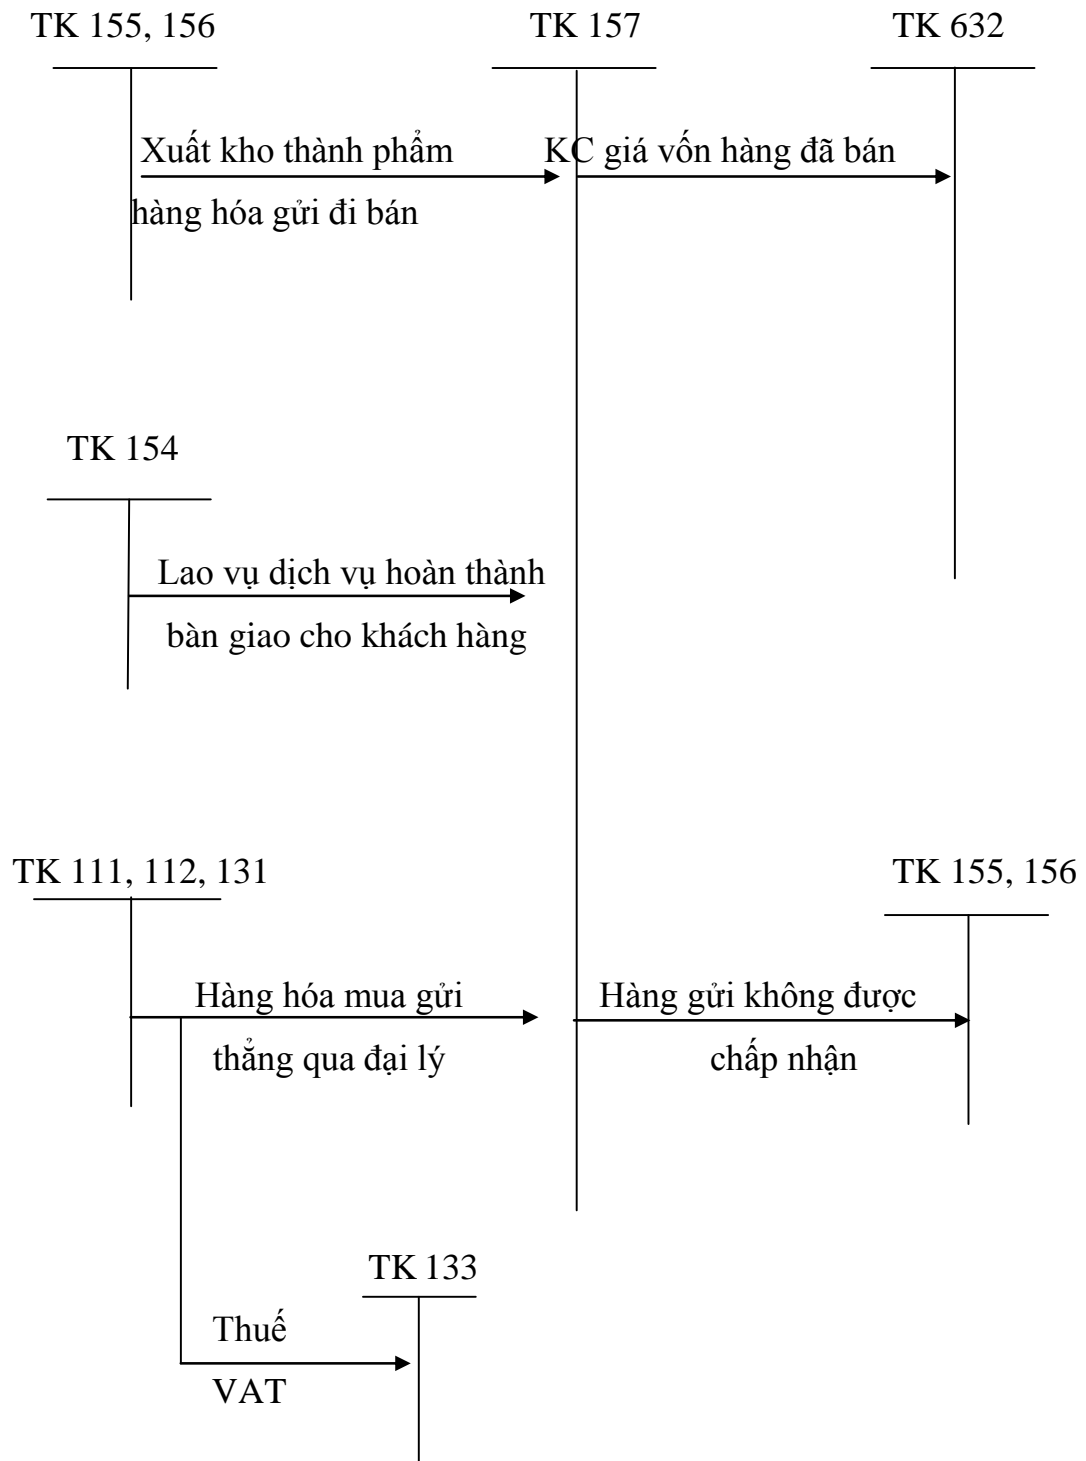 TK 155, 156
TK 157
TK 632
Xuất kho thành phẩm
hàng hóa gửi đi bán
KC giá vốn hàng đã bán
TK 154
Lao vụ dịch vụ hoàn thành
bàn giao cho khách hàng
TK 111, 112, 131
TK 155, 156
Hàng hóa mua gửi
thẳng qua đại lý
Hàng gửi không được
chấp nhận
TK 133
Thuế
VAT